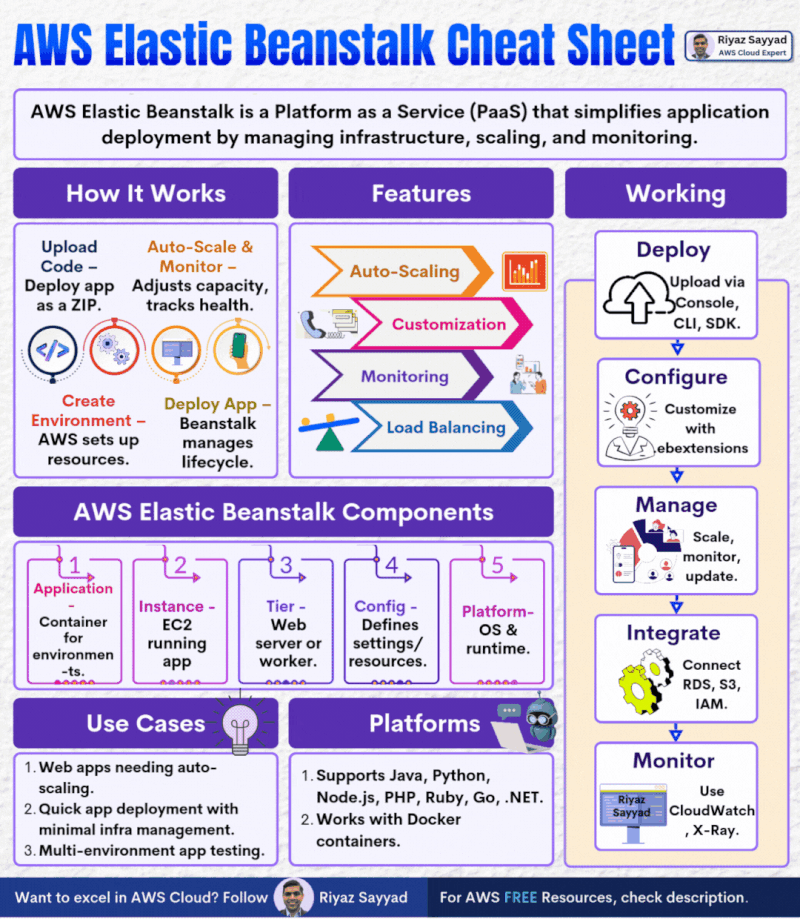 AWS Elastic Beanstalk Cheat Sheet
Riyaz Sayyad
AWS Cloud Expert
AWS Elastic Beanstalk is a Platform as a Service (PaaS) that simplifies application
deployment by managing infrastructure, scaling, and monitoring.
How It Works
Upload
Code –
Deploy app
as a ZIP.
Auto-Scale &
Monitor –
Adjusts capacity,
tracks health.
</>
Create
Environment –
AWS sets up
resources.
Deploy App –
Beanstalk
manages
lifecycle.
Features
Auto-Scaling
Customization
Monitoring
Load Balancing
Working
Deploy
Upload via
Console,
CLI, SDK.
Configure
Customize
with
.ebextensions
Manage
Scale,
monitor,
update.
Integrate
Connect
RDS, S3,
IAM.
Monitor
Riyaz
Sayyad
Use
CloudWatch
, X-Ray.
AWS Elastic Beanstalk Components
1
Application
-
Container
for
environmen
-ts.
2
Instance -
EC2
running
app
3
Tier -
Web
server or
worker.
4
Config -
Defines
settings/
resources.
5
Platform-
OS &
runtime.
Use Cases
1. Web apps needing auto-
scaling.
2. Quick app deployment with
minimal infra management.
3. Multi-environment app testing.
Platforms
1. Supports Java, Python,
Node.js, PHP, Ruby, Go, .NET.
2. Works with Docker
containers.
Want to excel in AWS Cloud? Follow Riyaz Sayyad
For AWS FREE Resources, check description.